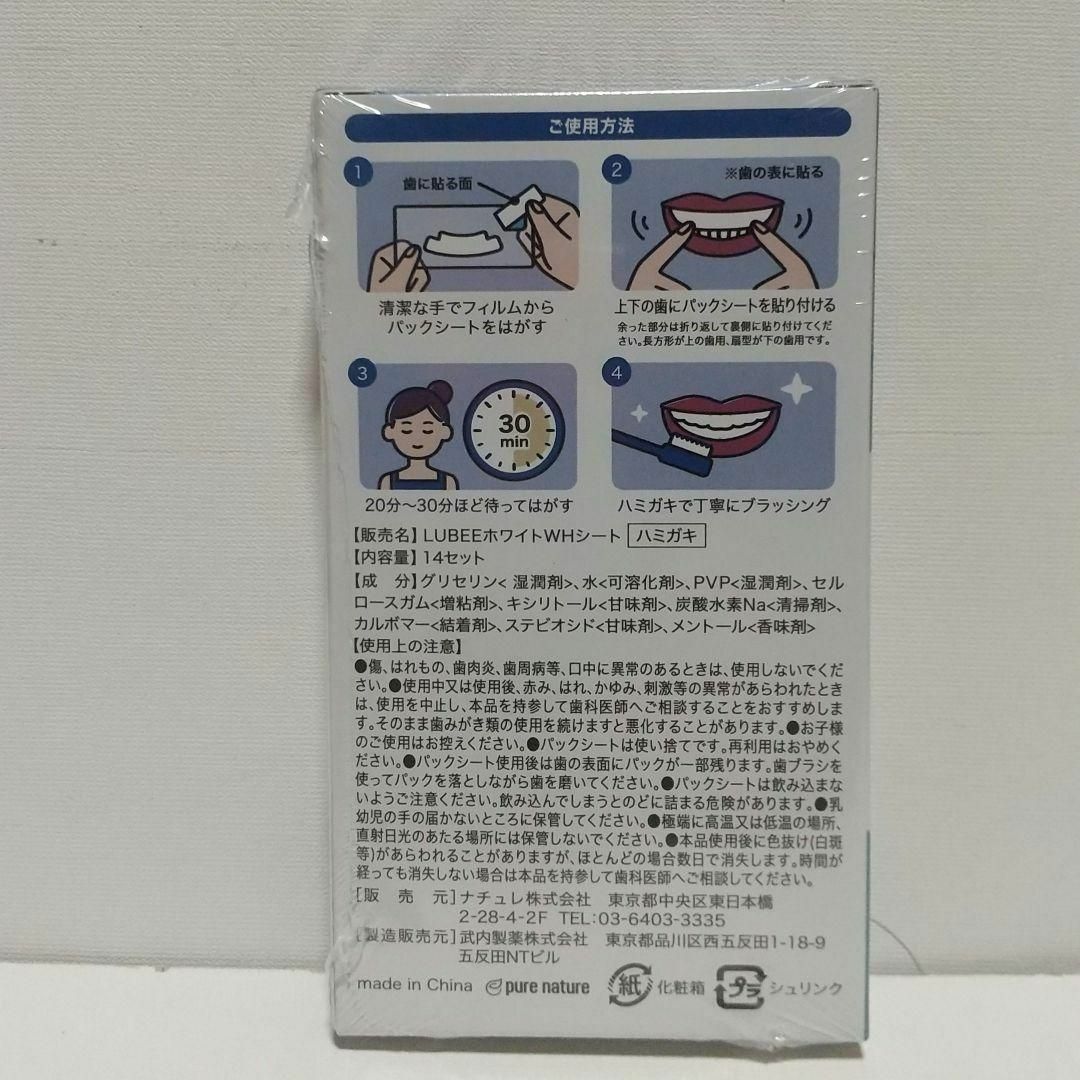 ご使用方法
1
歯に貼る面
清潔な手でフィルムから
パックシートをはがす
2
※歯の表に貼る
上下の歯にパックシートを貼り付ける
余った部分は折り返して裏側に貼り付けてくだ
さい。長方形が上の歯用、扇型が下の歯用です。
3
30
min
20分〜30分ほど待ってはがす
4
ハミガキで丁寧にブラッシング
【販売名】LUBEEホワイトWHシート ハミガキ
【内容量】14セット
【成 分】グリセリン< 湿潤剤>、水<可溶化剤>、PVP<湿潤剤>、セル
ロースガム<増粘剤>、キシリトール<甘味剤>、炭酸水素Na<清掃剤>、
カルボマー<結着剤>、ステビオシド<甘味剤>、メントール<香味剤>
【使用上の注意】
●傷、はれもの、歯肉炎、歯周病等、口中に異常のあるときは、使用しないでくだ
さい。●使用中又は使用後、赤み、はれ、かゆみ、刺激等の異常があらわれたとき
は、使用を中止し、本品を持参して歯科医師へご相談することをおすすめしま
す。そのまま歯みがき類の使用を続けますと悪化することがあります。●お子様
のご使用はお控えください。●パックシートは使い捨てです。再利用はおやめく
ださい。●パックシート使用後は歯の表面にパックが一部残ります。歯ブラシを
使ってパックを落としながら歯を磨いてください。●パックシートは飲み込まな
いようご注意ください。飲み込んでしまうとのどに詰まる危険があります。●乳
幼児の手の届かないところに保管してください。●極端に高温又は低温の場所、
直射日光のあたる場所には保管しないでください。●本品使用後に色抜け(白斑
等)があらわれることがありますが、ほとんどの場合数日で消失します。時間が
経っても消失しない場合は本品を持参して歯科医師へご相談してください。
【販 売 元】ナチュレ株式会社 東京都中央区東日本橋
2-28-4-2F TEL:03-6403-3335
【製造販売元】武内製薬株式会社 東京都品川区西五反田1-18-9
五反田NTビル
made in China pure nature 紙 化粧箱 プラ シュリンク